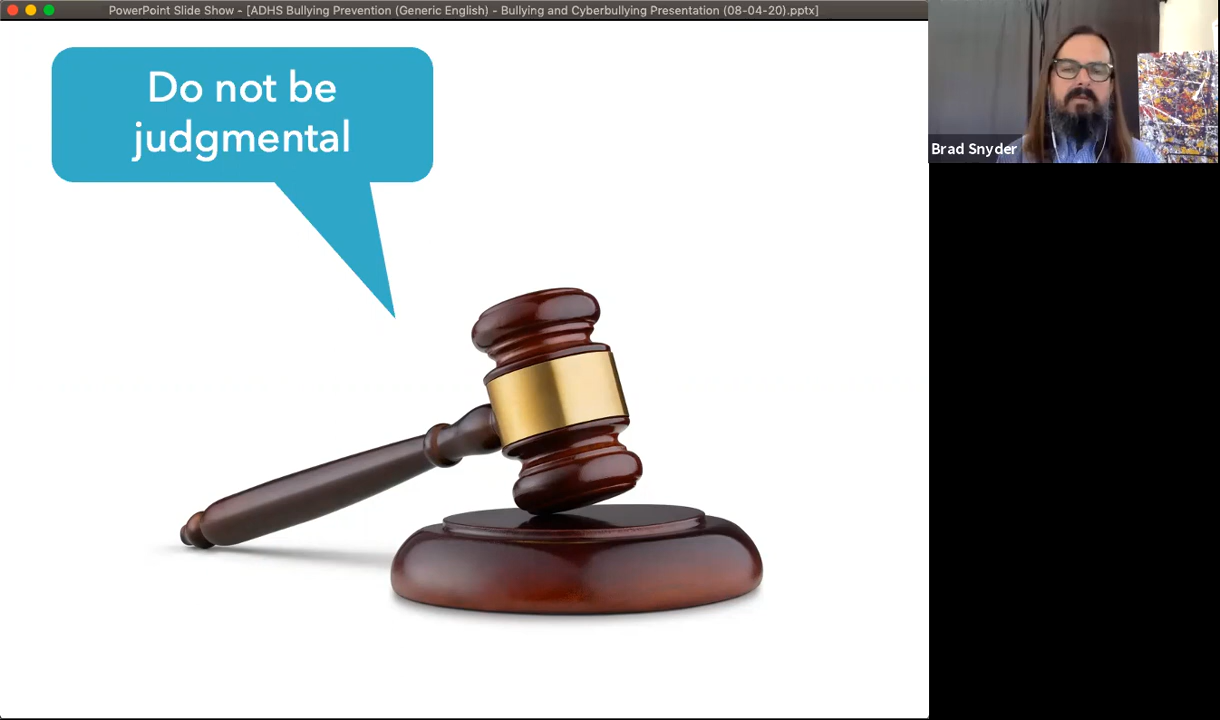 PowerPoint Slide Show - [ADHS Bullying Prevention (Generic English) - Bullying and Cyberbullying Presentation (08-04-20).pptx]
Do not be
judgmental
Brad Snyder